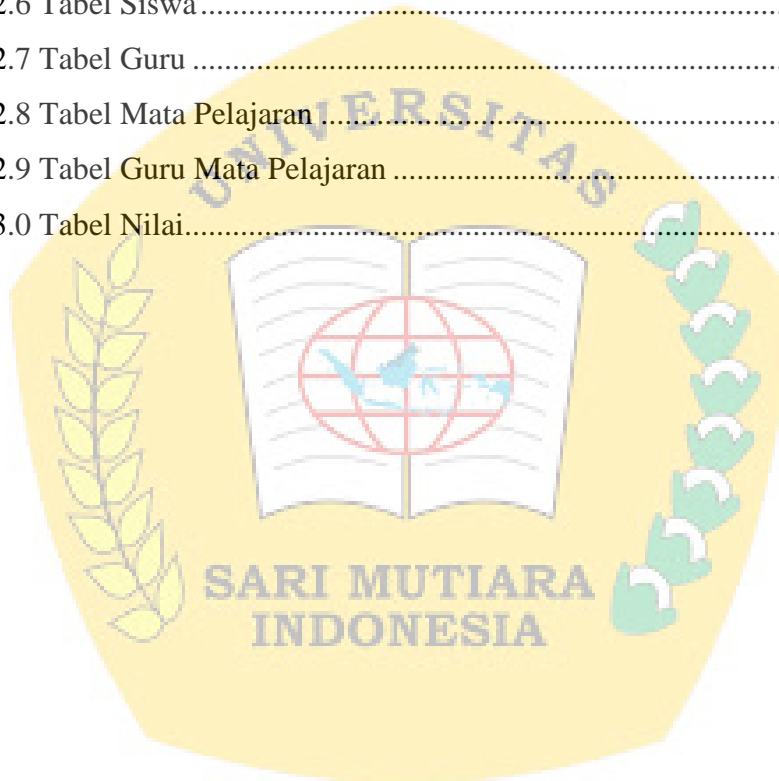 2.6 Tabel Siswa..........................................................................
2.7 Tabel Guru ..........................................................................
2.8 Tabel Mata Pelajaran ..........................................................
2.9 Tabel Guru Mata Pelajaran .................................................
3.0 Tabel Nilai............................................................................
UNIVERSITAS
SARI MUTIARA
INDONESIA